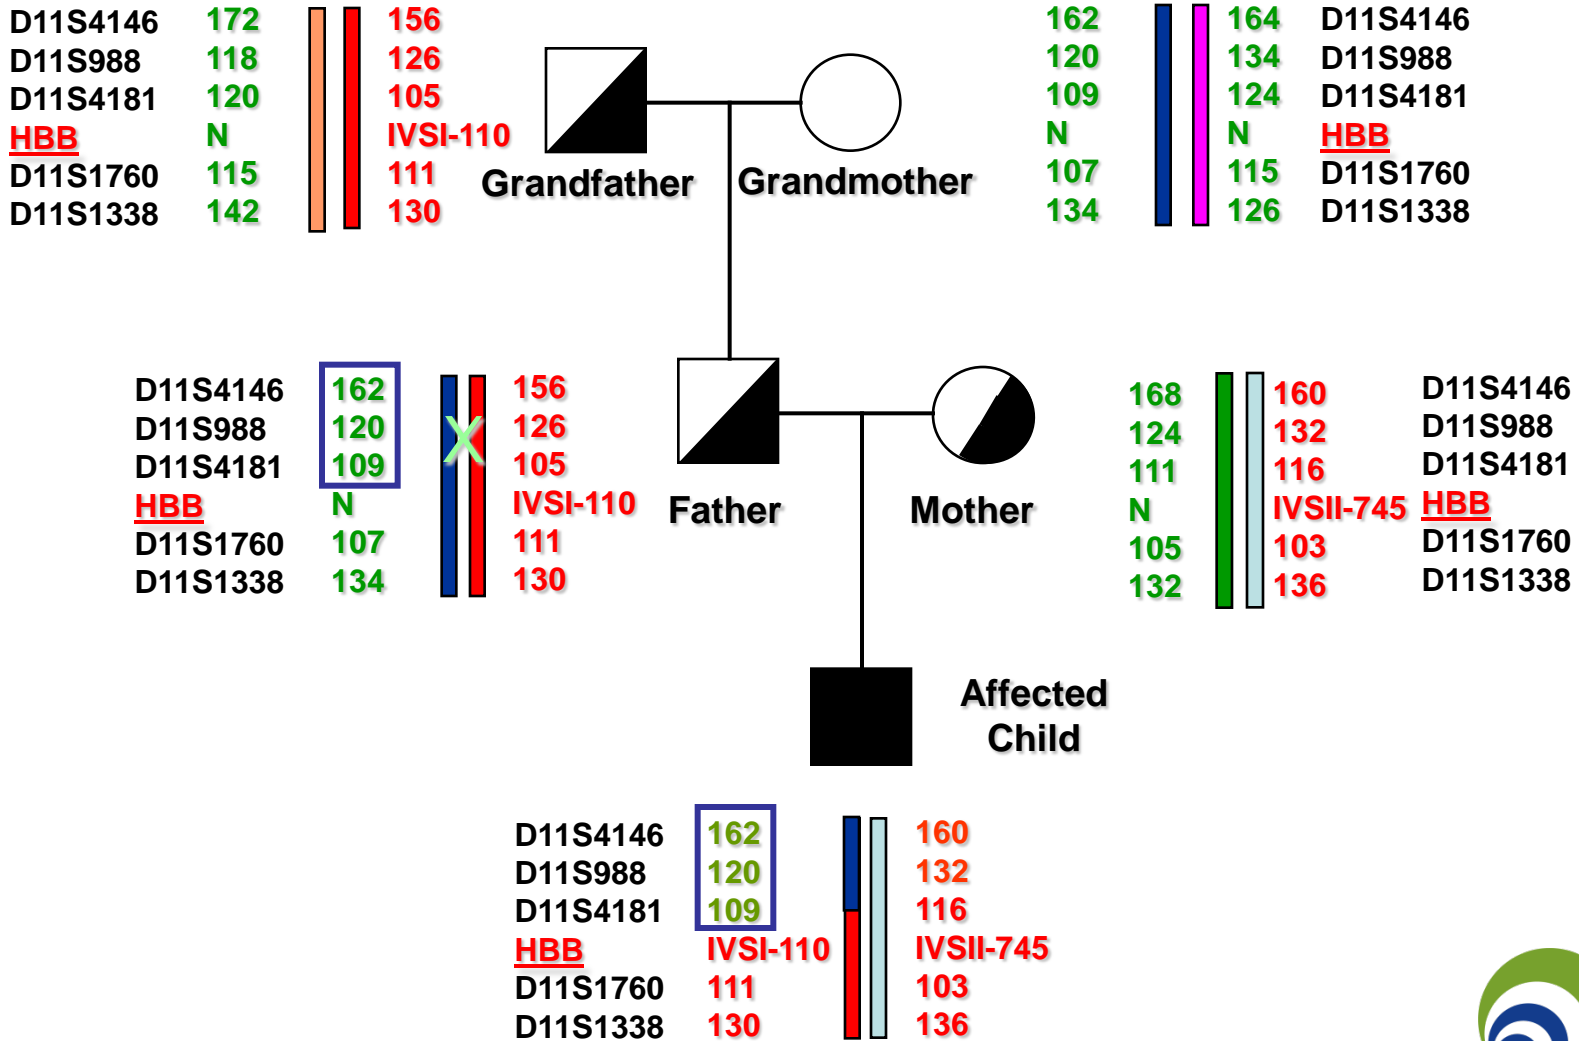 D11S4146 172 156
D11S988 118 126
D11S4181 120 105
HBB N IVSI-110
D11S1760 115 111
D11S1338 142 130
Grandfather
Grandmother
162 164 D11S4146
120 134 D11S988
109 124 D11S4181
N N HBB
107 115 D11S1760
134 126 D11S1338
D11S4146 162 156
D11S988 120 126
D11S4181 109 105
HBB N IVSI-110
D11S1760 107 111
D11S1338 134 130
X
Father
Mother
168 160 D11S4146
124 132 D11S988
111 116 D11S4181
N IVSII-745 HBB
105 103 D11S1760
132 136 D11S1338
Affected
Child
D11S4146 162 160
D11S988 120 132
D11S4181 109 116
HBB IVSI-110 IVSII-745
D11S1760 111 103
D11S1338 130 136